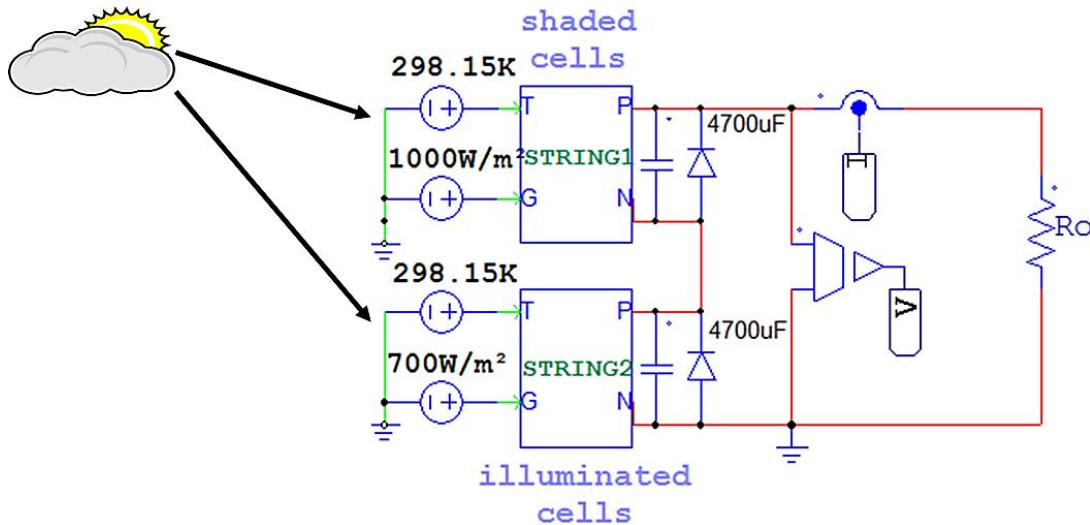 shaded
cells
298.15K
T
P
4700uF
1000W/m²
STRING1
G
N
I
Ro
298.15K
T
P
4700uF
V
700W/m²
STRING2
G
N
illuminated
cells